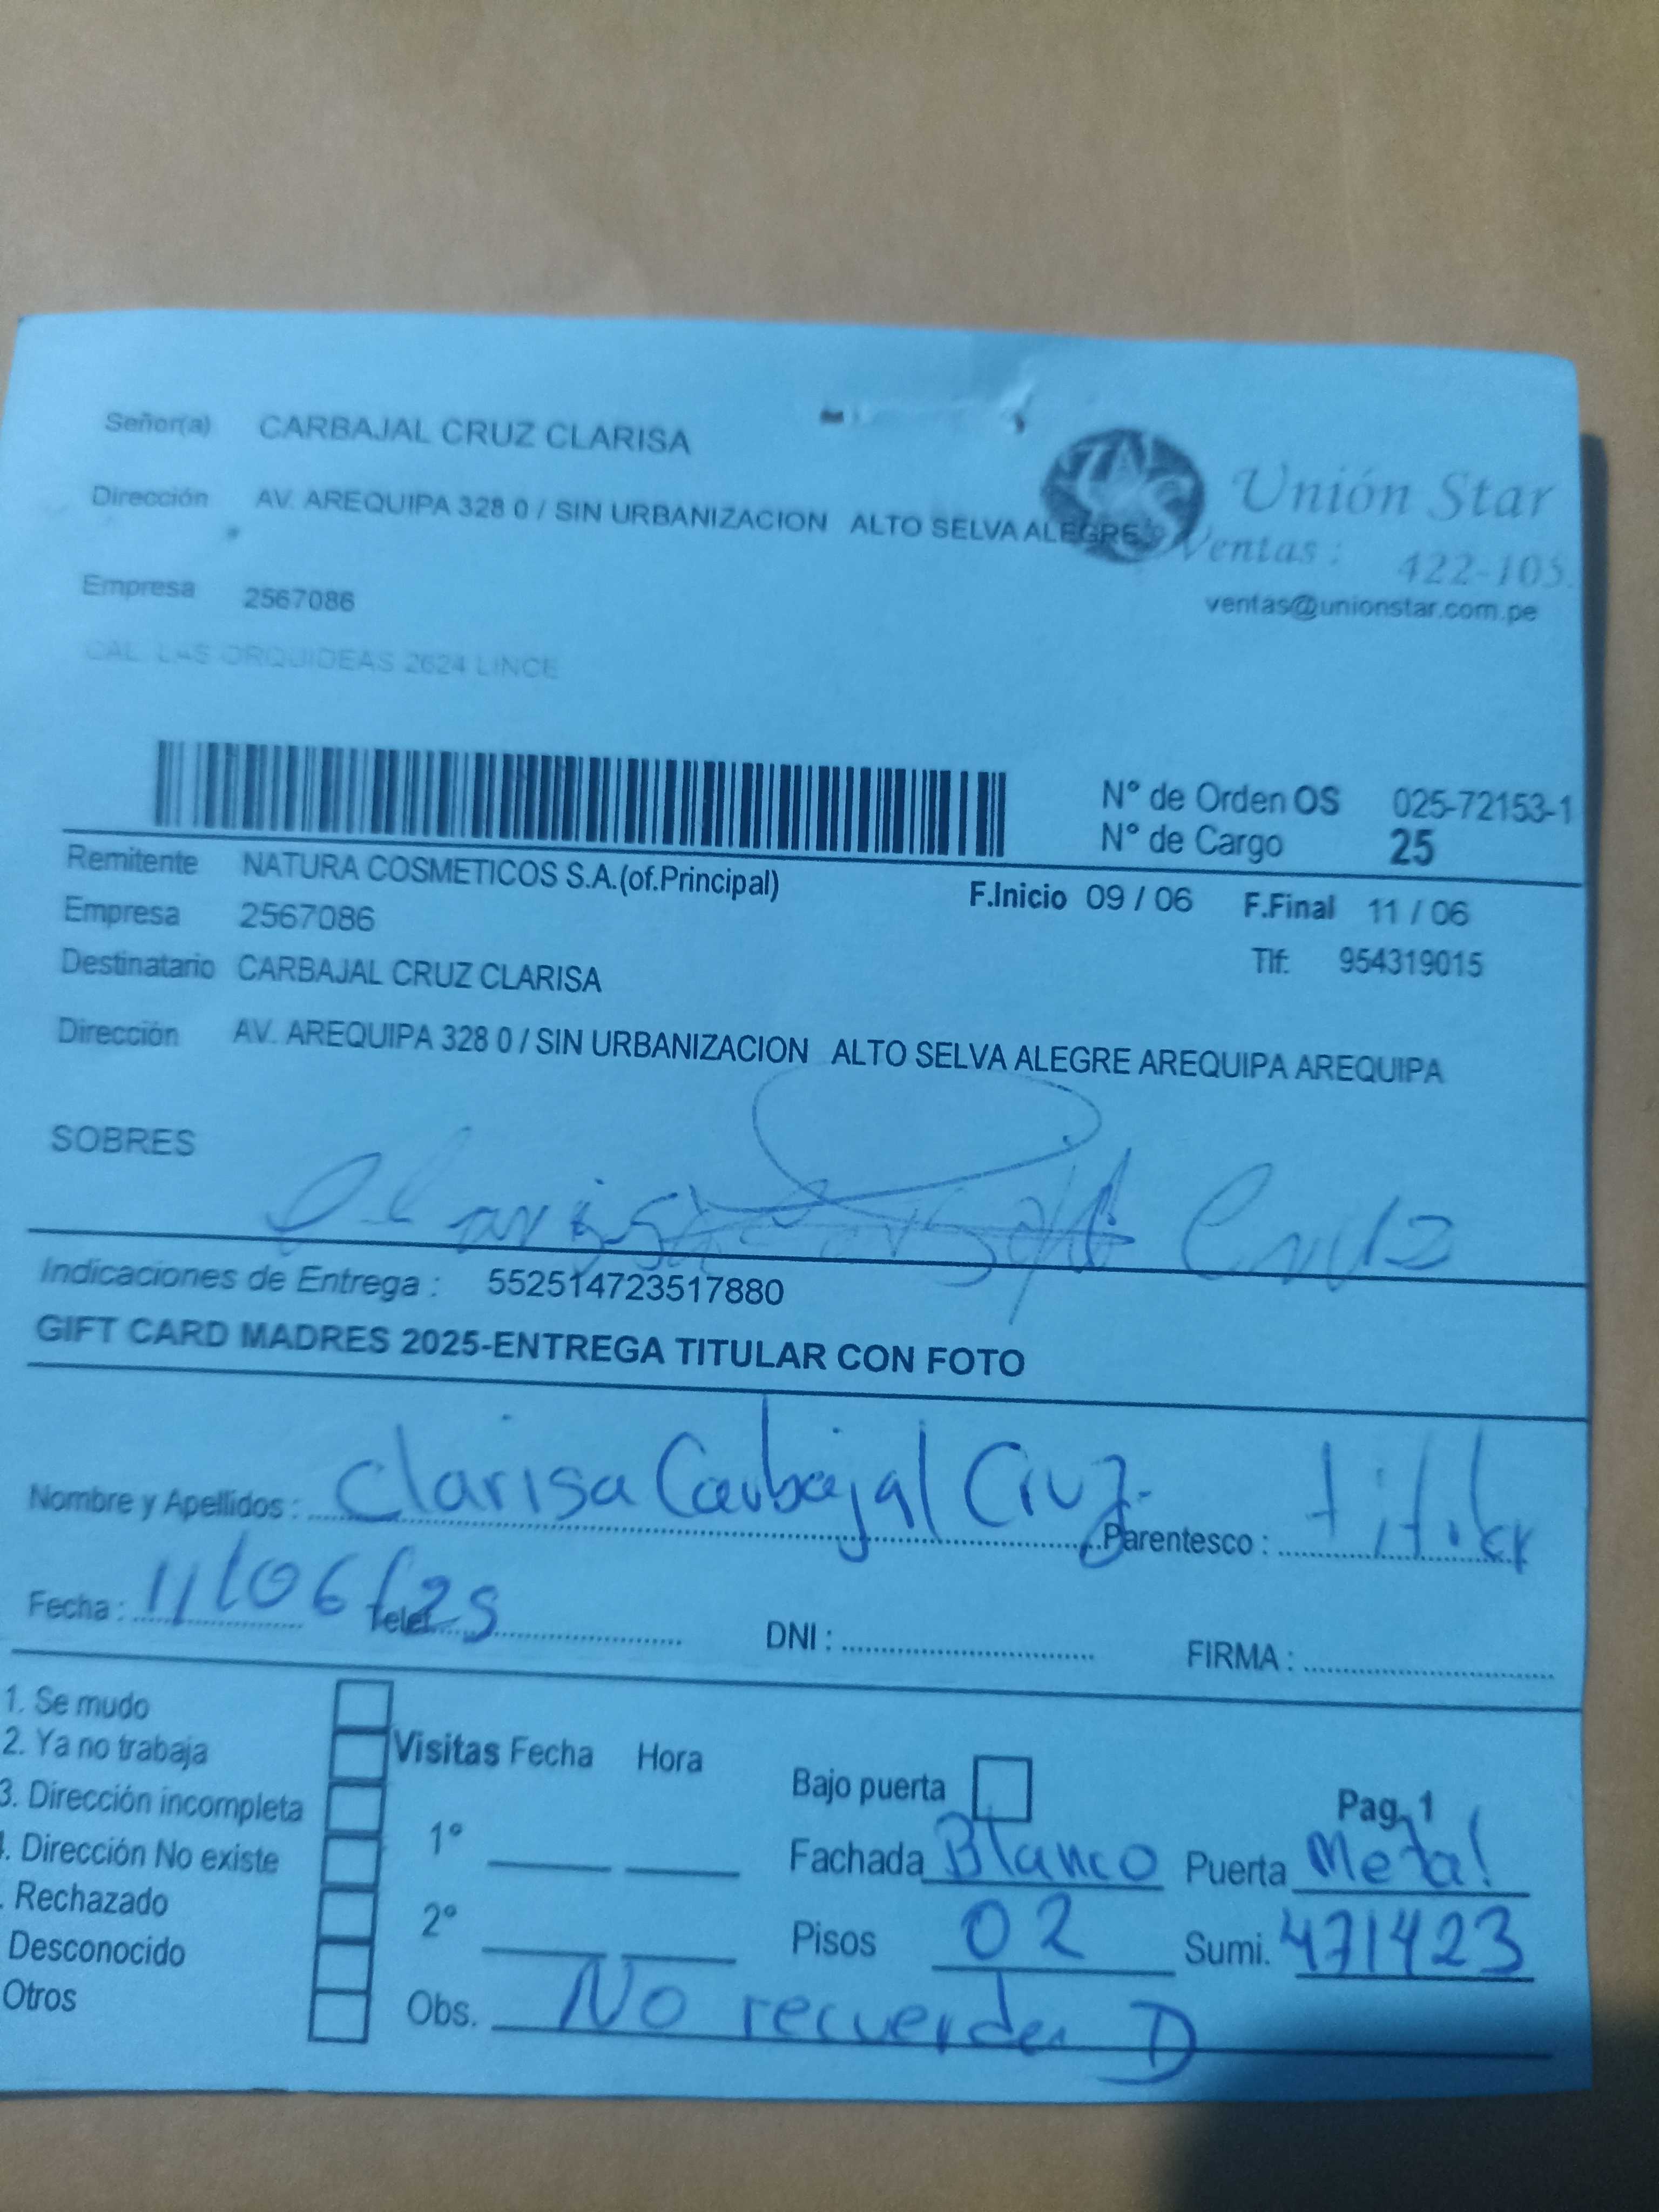 Señor(a) CARBAJAL CRUZ CLARISA
Unión Star
Dirección AV. AREQUIPA 328 0 / SIN URBANIZACION ALTO SELVA ALEGRE
Ventas : 422-105
Empresa 2567086
ventas@unionstar.com.pe
CAL. LAS ORQUIDEAS 2624 LINCE
Nº de Orden OS 025-72153-1
Nº de Cargo 25
Remitente NATURA COSMETICOS S.A.(of.Principal) F.Inicio 09 / 06 F.Final 11 / 06
Empresa 2567086
Destinatario CARBAJAL CRUZ CLARISA Tlf: 954319015
Dirección AV. AREQUIPA 328 0 / SIN URBANIZACION ALTO SELVA ALEGRE AREQUIPA AREQUIPA
SOBRES
Clarisa Cruz
Indicaciones de Entrega : 552514723517880
GIFT CARD MADRES 2025-ENTREGA TITULAR CON FOTO
Nombre y Apellidos : Clarisa Carbajal Cruz. Parentesco : titular
Fecha : 11/06/25 Telef. DNI : FIRMA :
1. Se mudo
2. Ya no trabaja Visitas Fecha Hora Bajo puerta
3. Dirección incompleta Pag. 1
. Dirección No existe 1º Fachada Blanco Puerta Metal
. Rechazado
Desconocido 2º Pisos 02 Sumi. 471423
Otros Obs. No recuerda D